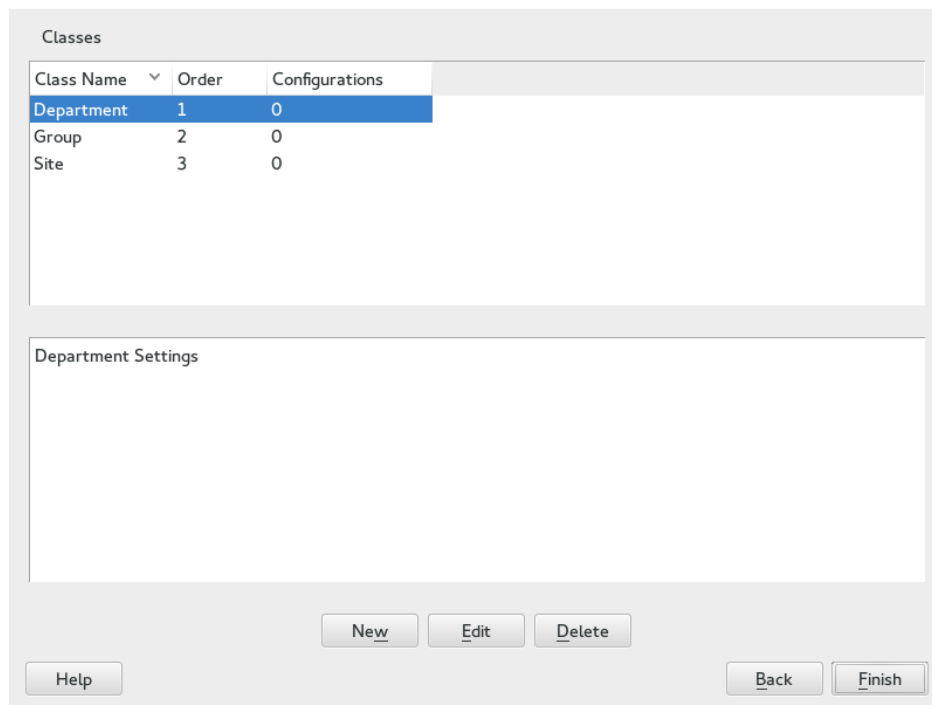 Classes
Class Name Order Configurations
Department 1 0
Group 2 0
Site 3 0
Department Settings
New Edit Delete
Help Back Finish